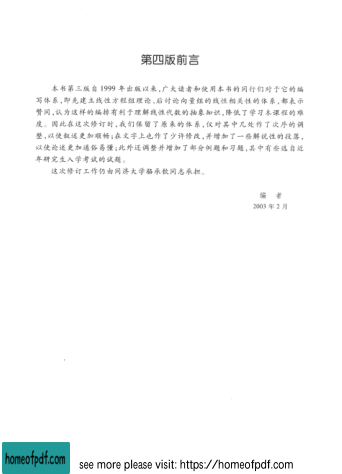 第四版前言
本书第三版自 1999 年出版以来,广大读者和使用本书的同行们对于它的编
写体系,即先建立线性方程组理论、后讨论向量组的线性相关性的体系,都表示
赞同,认为这样的编排有利于理解线性代数的抽象知识,降低了学习本课程的难
度。因此在这次修订时,我们保留了原来的体系,仅对其中几处作了次序的调
整,以使叙述更加顺畅;在文字上也作了少许修改,并增加了一些解说性的段落,
以使论述更加通俗易懂;此外还调整并增加了部分例题和习题,其中有些选自近
年研究生入学考试的试题。
这次修订工作仍由同济大学骆承钦同志承担。
编 者
2003 年 2 月
homeofpdf.com
see more please visit: https://homeofpdf.com